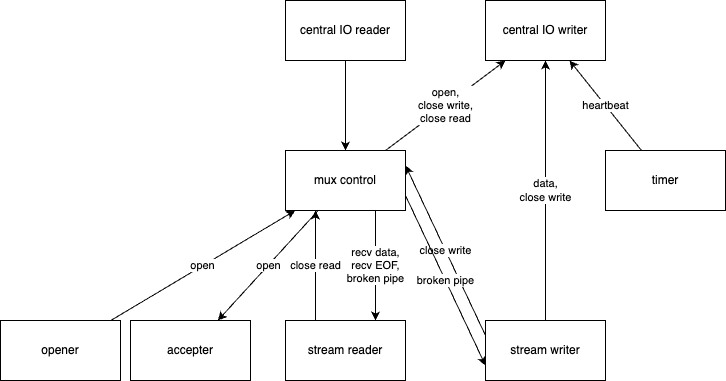 central IO reader
central IO writer
open,
close write,
close read
heartbeat
mux control
timer
data,
close write
recv data,
recv EOF,
broken pipe
close write
open
open
close read
broken pipe
opener
accepter
stream reader
stream writer